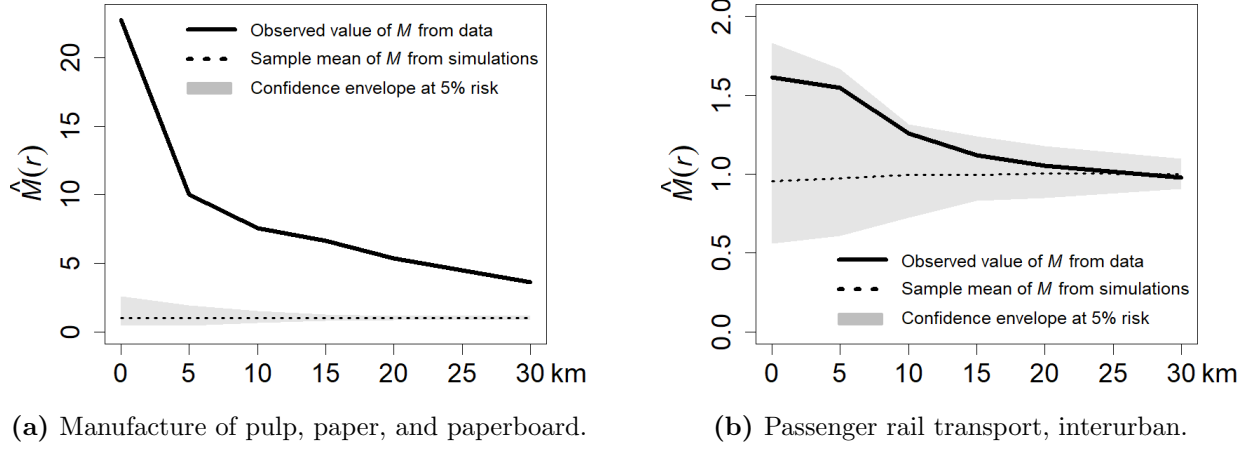 Observed value of M from data
Sample mean of M from simulations
Confidence envelope at 5% risk
M̂(r)
20
15
10
5
0
0 5 10 15 20 25 30 km
(a) Manufacture of pulp, paper, and paperboard.
2.0
1.5
1.0
0.5
0.0
M̂(r)
Observed value of M from data
Sample mean of M from simulations
Confidence envelope at 5% risk
0 5 10 15 20 25 30 km
(b) Passenger rail transport, interurban.